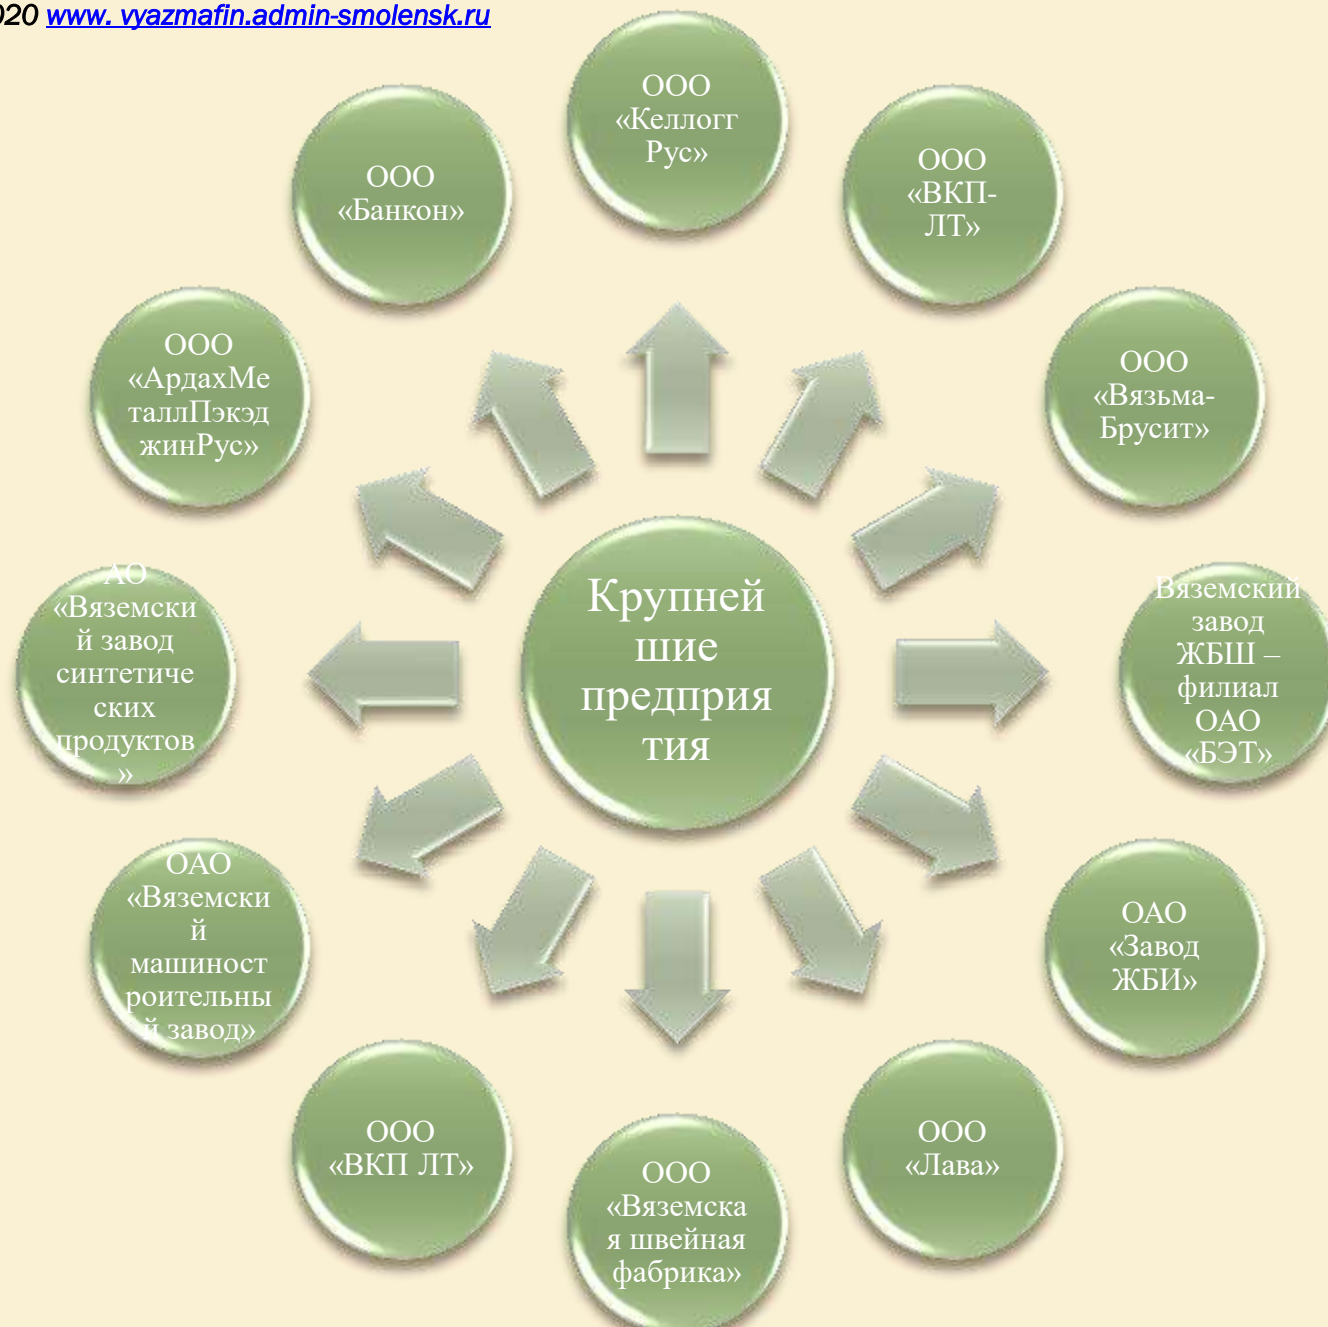 020 www. vyazmafin.admin-smolensk.ru
ООО
«Келлогг
Рус»
ООО
«ВКП-
ЛТ»
ООО
«Вязьма-
Брусит»
Вяземский
завод
ЖБШ –
филиал
ОАО
«БЭТ»
ОАО
«Завод
ЖБИ»
ООО
«Лава»
ООО
«Вяземска
я швейная
фабрика»
ООО
«ВКП ЛТ»
ОАО
«Вяземски
й
машиност
роительны
й завод»
АО
«Вяземски
й завод
синтетиче
ских
продуктов
»
ООО
«АрдахМе
таллПэкэд
жинРус»
ООО
«Банкон»
Крупней
шие
предприя
тия